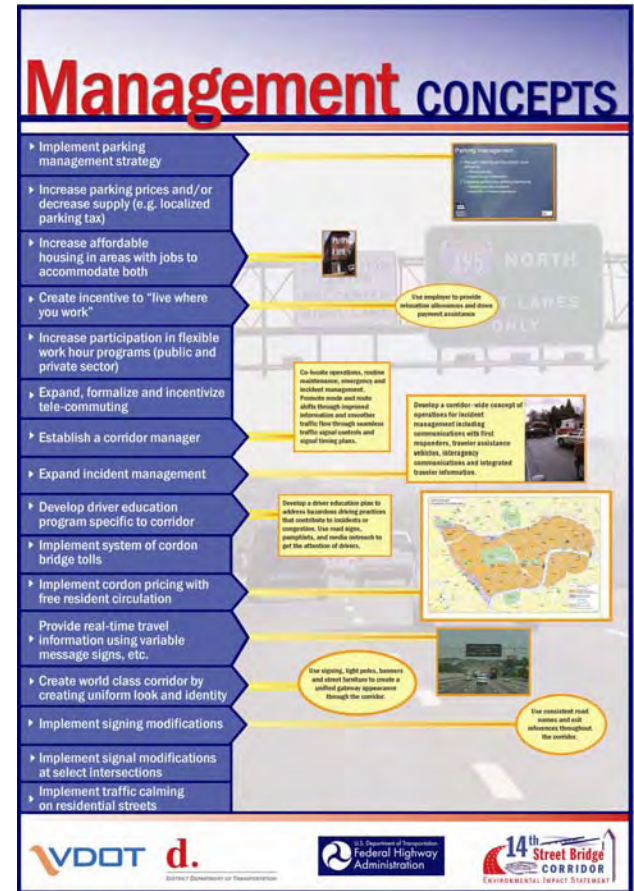 Management CONCEPTS
Implement parking
management strategy
Parking management
Increase parking prices and/or
decrease supply (e.g. localized
parking tax)
Increase affordable
housing in areas with jobs to
accommodate both
395 NORTH
LANES
ONLY
Create incentive to "live where
you work"
Use employer to provide
relocation allowances and down
payment assistance
Increase participation in flexible
work hour programs (public and
private sector)
Expand, formalize and incentivize
tele-commuting
Establish a corridor manager
Co-locate operations, routine
maintenance, emergency and
incident management.
Promote mode and route
shifts through improved
information and smoother
traffic flow through seamless
traffic signal controls and
signal timing plans.
Expand incident management
Develop a corridor-wide concept of
operations for incident
management including
communications with first
responders, traveler assistance
vehicles, interagency
communications and integrated
traveler information.
Develop driver education
program specific to corridor
Develop a driver education plan to
address hazardous driving practices
that contribute to incidents or
congestion. Use road signs,
pamphlets, and media outreach to
get the attention of drivers.
Implement system of cordon
bridge tolls
Implement cordon pricing with
free resident circulation
Provide real-time travel
information using variable
message signs, etc.
Create world class corridor by
creating uniform look and identity
Use signing, light poles, banners
and street furniture to create a
unified gateway appearance
through the corridor.
Implement signing modifications
Use consistent road
names and exit
references throughout
the corridor.
Implement signal modifications
at select intersections
Implement traffic calming
on residential streets
VDOT
d.
DISTRICT DEPARTMENT OF TRANSPORTATION
U.S. Department of Transportation
Federal Highway
Administration
14th
Street Bridge
CORRIDOR
ENVIRONMENTAL IMPACT STATEMENT